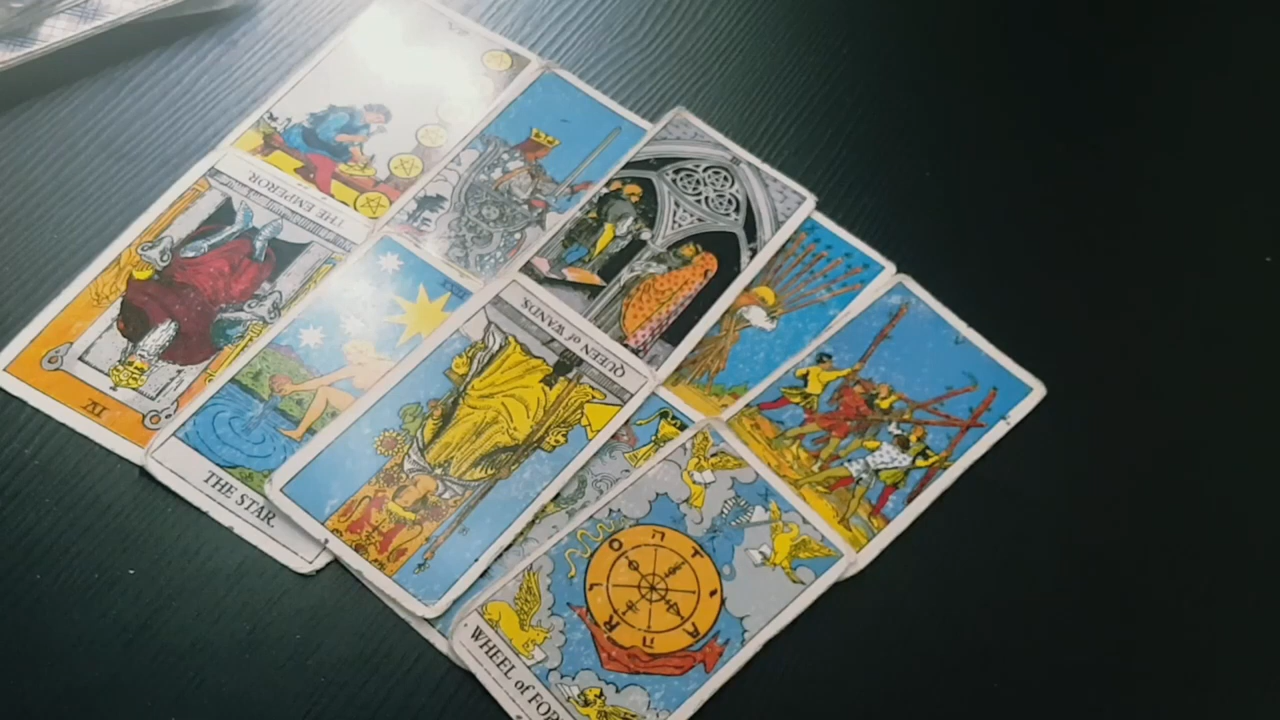 THE EMPEROR.
IV
THE STAR.
QUEEN of WANDS.
WHEEL of FOR
T
A
R
O